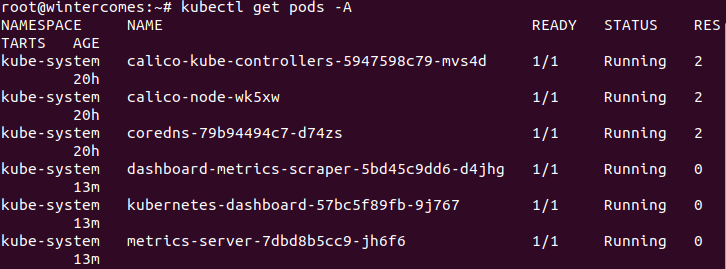 root@wintercomes:~# kubectl get pods -A
NAMESPACE     NAME                                         READY   STATUS    RES
TARTS   AGE
kube-system   calico-kube-controllers-5947598c79-mvs4d     1/1     Running   2
        20h
kube-system   calico-node-wk5xw                            1/1     Running   2
        20h
kube-system   coredns-79b94494c7-d74zs                     1/1     Running   2
        20h
kube-system   dashboard-metrics-scraper-5bd45c9dd6-d4jhg   1/1     Running   0
        13m
kube-system   kubernetes-dashboard-57bc5f89fb-9j767        1/1     Running   0
        13m
kube-system   metrics-server-7dbd8b5cc9-jh6f6              1/1     Running   0
        13m